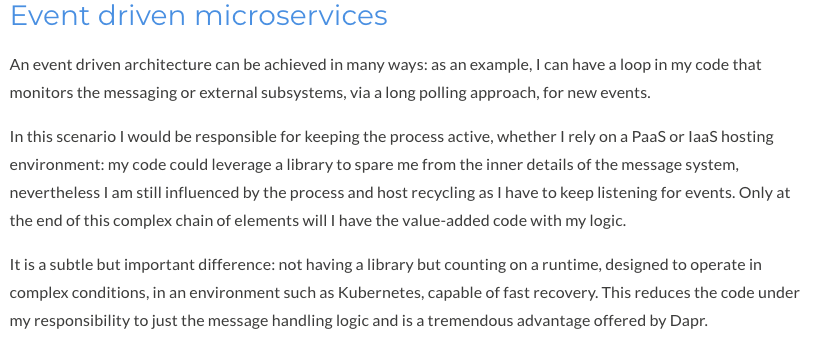 Event driven microservices
An event driven architecture can be achieved in many ways: as an example, I can have a loop in my code that
monitors the messaging or external subsystems, via a long polling approach, for new events.
In this scenario I would be responsible for keeping the process active, whether I rely on a PaaS or IaaS hosting
environment: my code could leverage a library to spare me from the inner details of the message system,
nevertheless I am still influenced by the process and host recycling as I have to keep listening for events. Only at
the end of this complex chain of elements will I have the value-added code with my logic.
It is a subtle but important difference: not having a library but counting on a runtime, designed to operate in
complex conditions, in an environment such as Kubernetes, capable of fast recovery. This reduces the code under
my responsibility to just the message handling logic and is a tremendous advantage offered by Dapr.